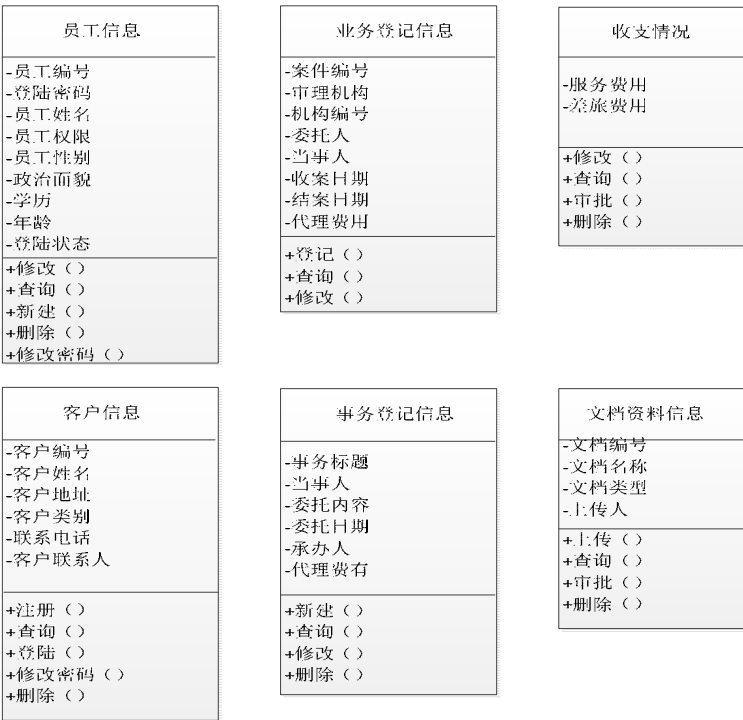 员工信息
-员工编号
-登陆密码
-员工姓名
-员工权限
-员工性别
-政治面貌
-学历
-年龄
-登陆状态
+修改（）
+查询（）
+新建（）
+删除（）
+修改密码（）
业务登记信息
-案件编号
-审理机构
-机构编号
-委托人
-当事人
-收案日期
-结案日期
-代理费用
+登记（）
+查询（）
+修改（）
收支情况
-服务费用
-差旅费用
+修改（）
+查询（）
+审批（）
+删除（）
客户信息
-客户编号
-客户姓名
-客户地址
-客户类别
-联系电话
-客户联系人
+注册（）
+查询（）
+登陆（）
+修改密码（）
+删除（）
事务登记信息
-事务标题
-当事人
-委托内容
-委托日期
-承办人
-代理费有
+新建（）
+查询（）
+修改（）
+删除（）
文档资料信息
-文档编号
-文档名称
-文档类型
-上传人
+上传（）
+查询（）
+审批（）
+删除（）